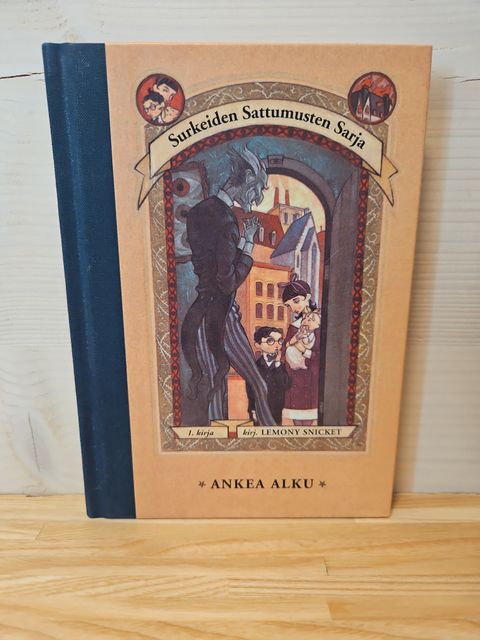 Surkeiden Sattumusten Sarja
1. kirja kirj. LEMONY SNICKET
* ANKEA ALKU *